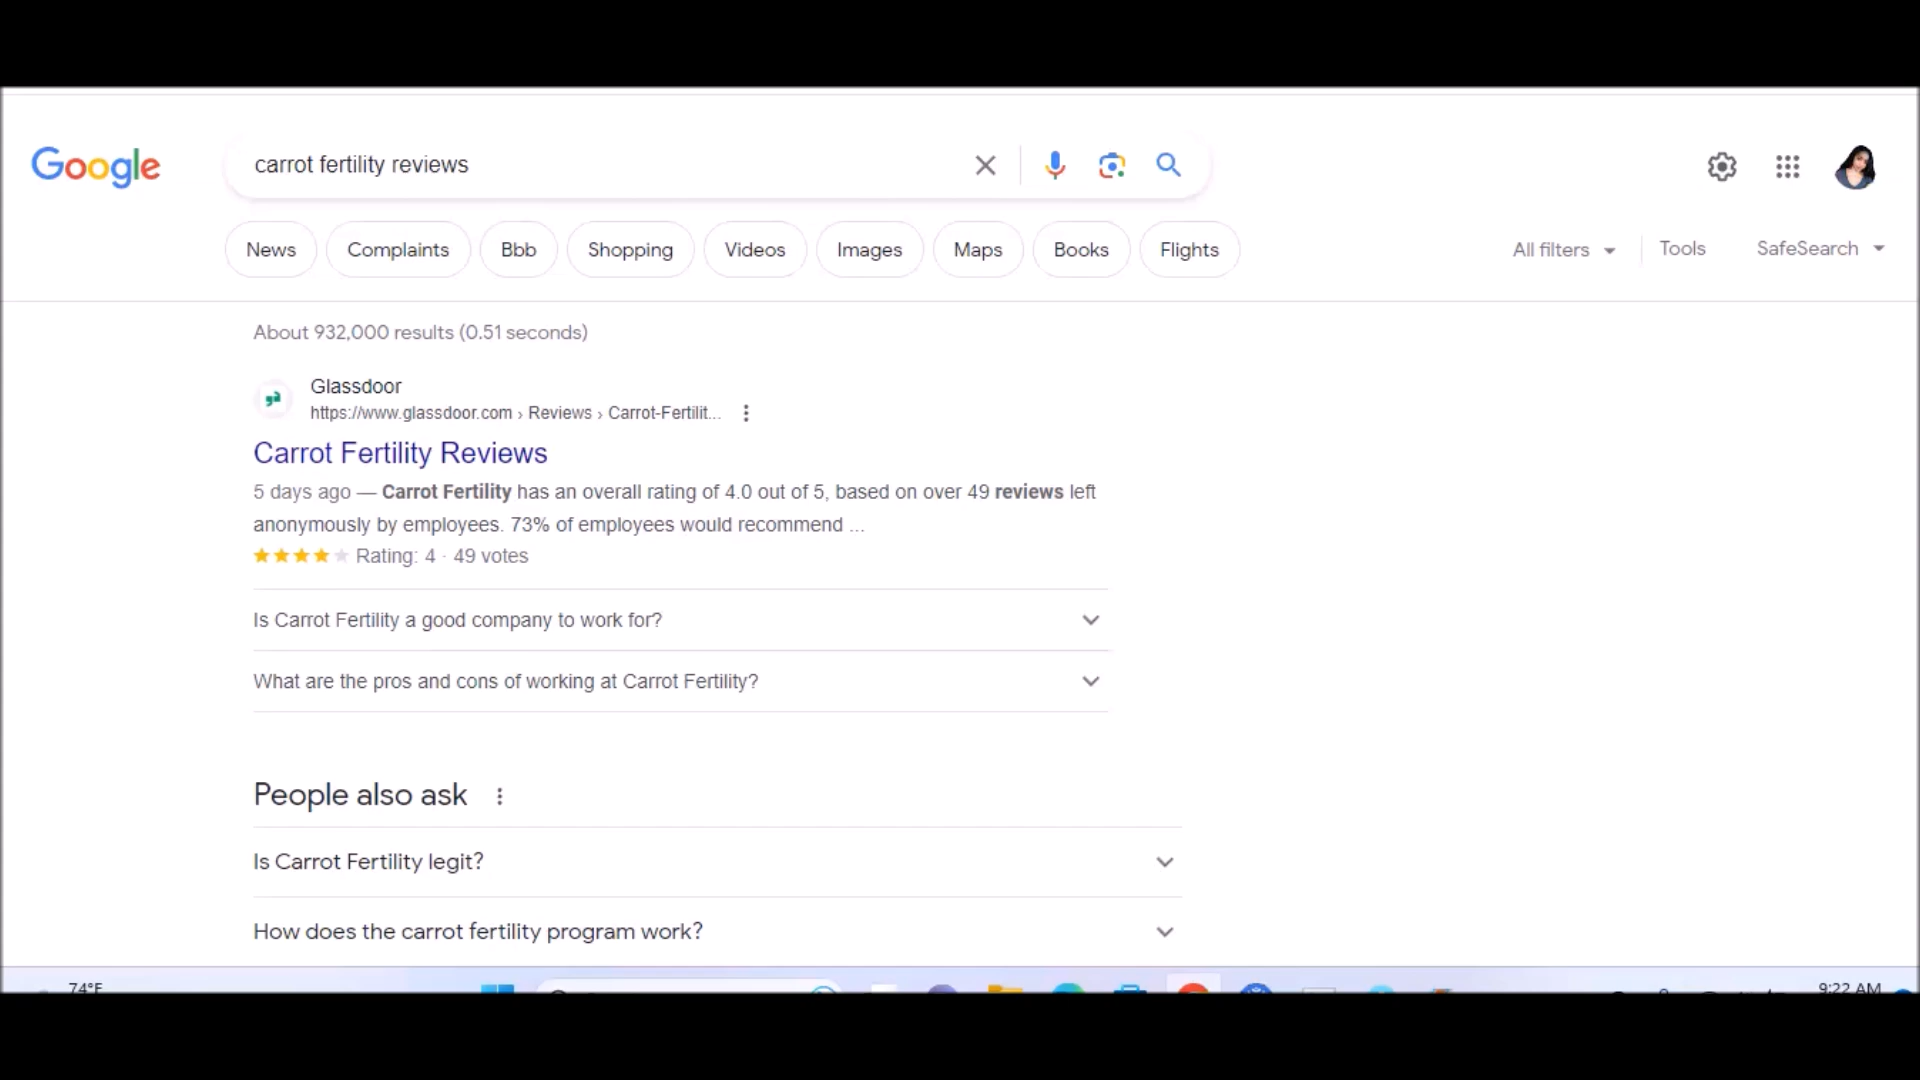 Google
carrot fertility reviews
News
Complaints
Bbb
Shopping
Videos
Images
Maps
Books
Flights
All filters
Tools
SafeSearch
About 932,000 results (0.51 seconds)
Glassdoor
https://www.glassdoor.com › Reviews › Carrot-Fertilit...
Carrot Fertility Reviews
5 days ago — Carrot Fertility has an overall rating of 4.0 out of 5, based on over 49 reviews left
anonymously by employees. 73% of employees would recommend ...
Rating: 4 · 49 votes
Is Carrot Fertility a good company to work for?
What are the pros and cons of working at Carrot Fertility?
People also ask
Is Carrot Fertility legit?
How does the carrot fertility program work?
74°F
9:22 AM